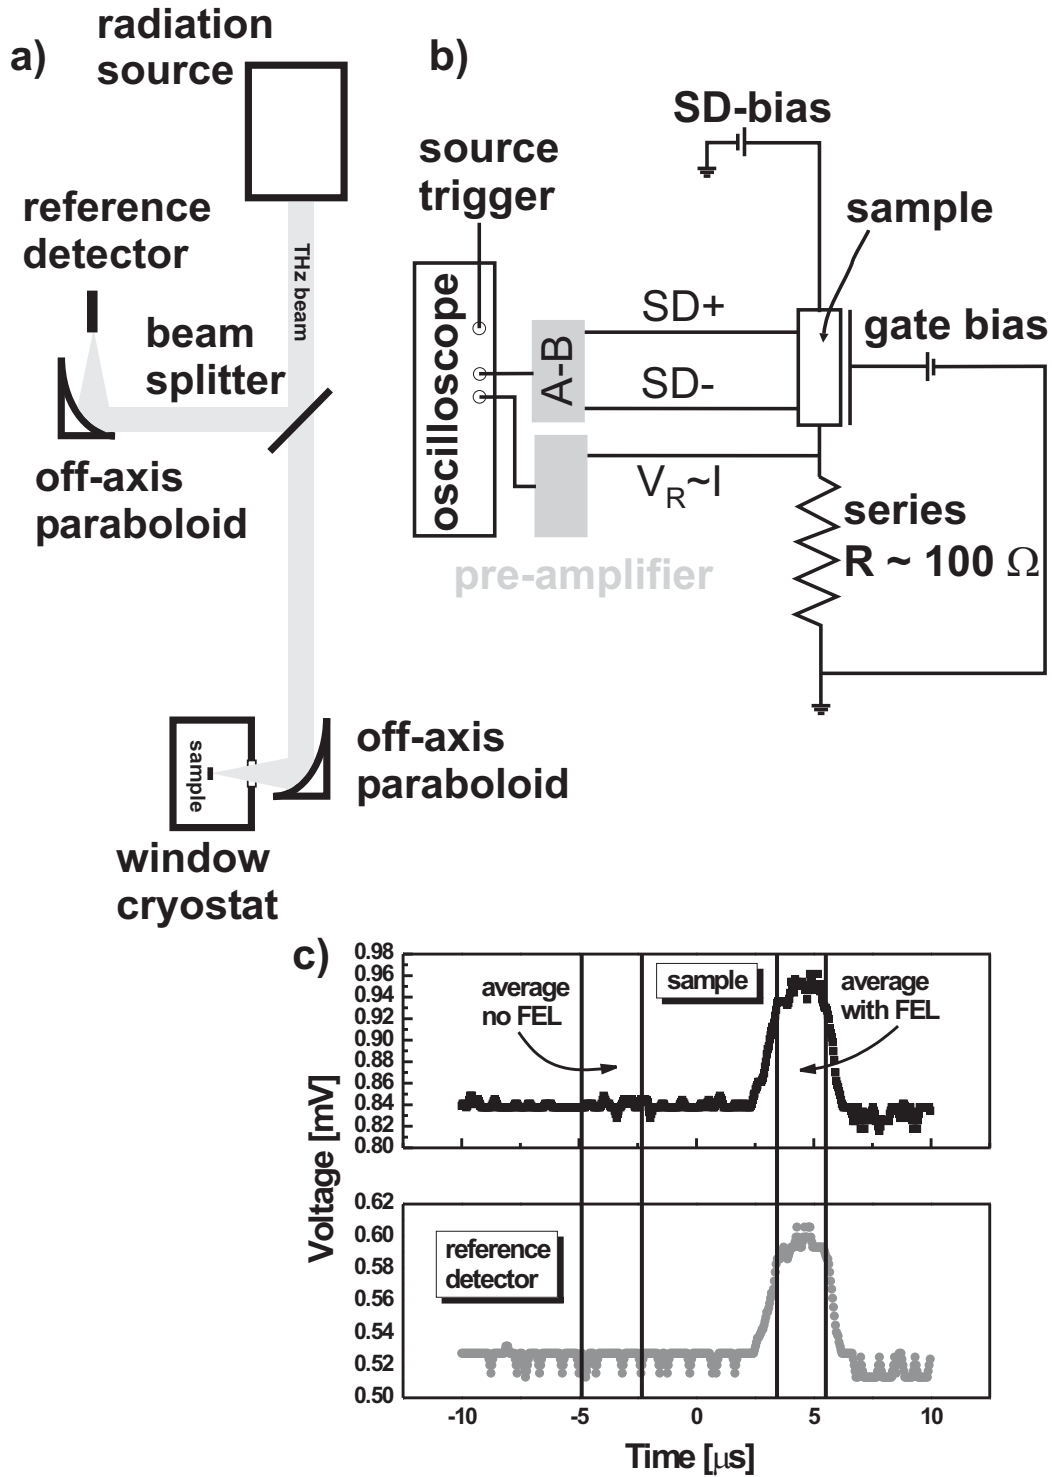 a)
radiation
source
THz beam
reference
detector
beam
splitter
off-axis
paraboloid
sample
off-axis
paraboloid
window
cryostat
b)
SD-bias
source
trigger
sample
oscilloscope
A-B
SD+
SD-
gate bias
V_R~I
series
R ~ 100 Ω
pre-amplifier
c)
Voltage [mV]
0.98
0.96
0.94
0.92
0.90
0.88
0.86
0.84
0.82
0.80
average
no FEL
sample
average
with FEL
0.62
0.60
0.58
0.56
0.54
0.52
0.50
reference
detector
-10 -5 0 5 10
Time [μs]